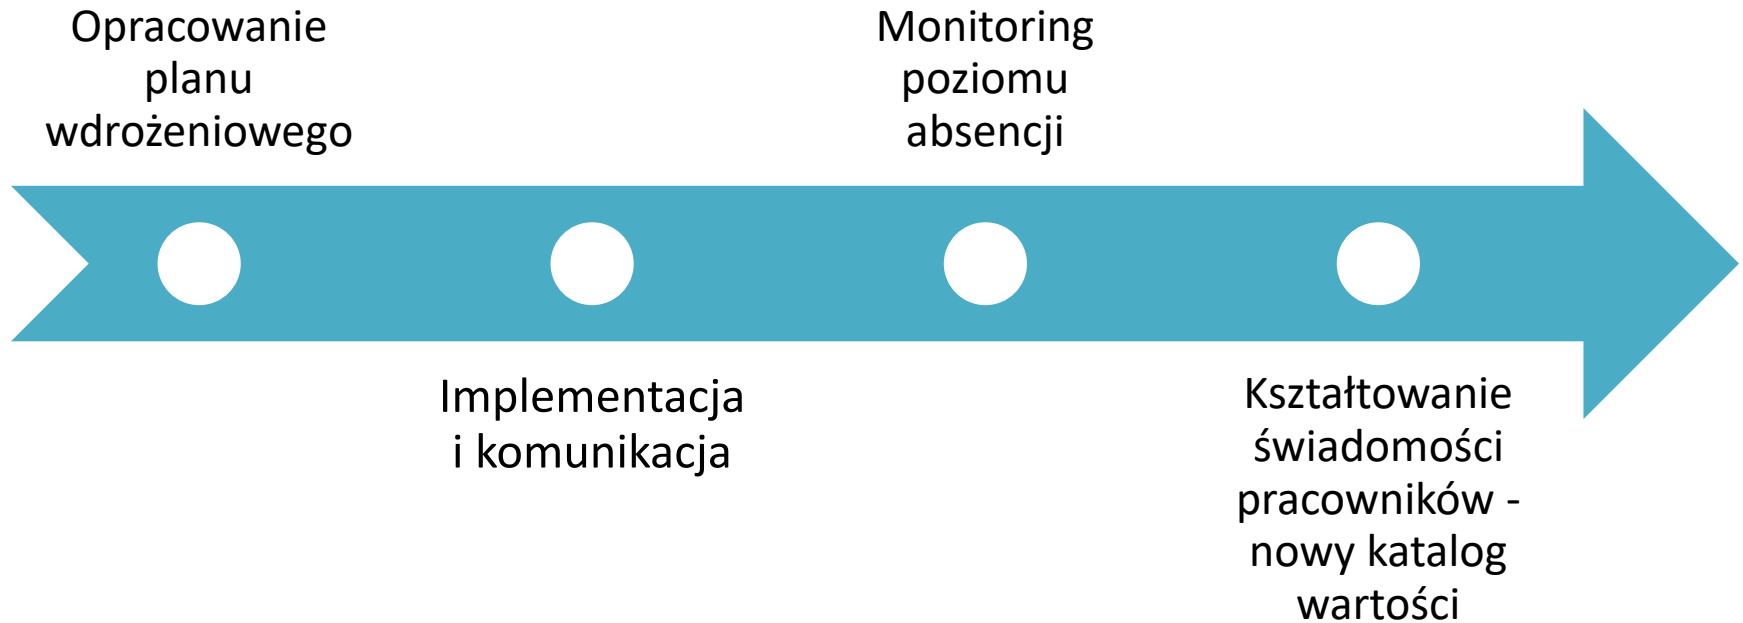 Opracowanie
planu
wdrożeniowego
Implementacja
i komunikacja
Monitoring
poziomu
absencji
Kształtowanie
świadomości
pracowników -
nowy katalog
wartości